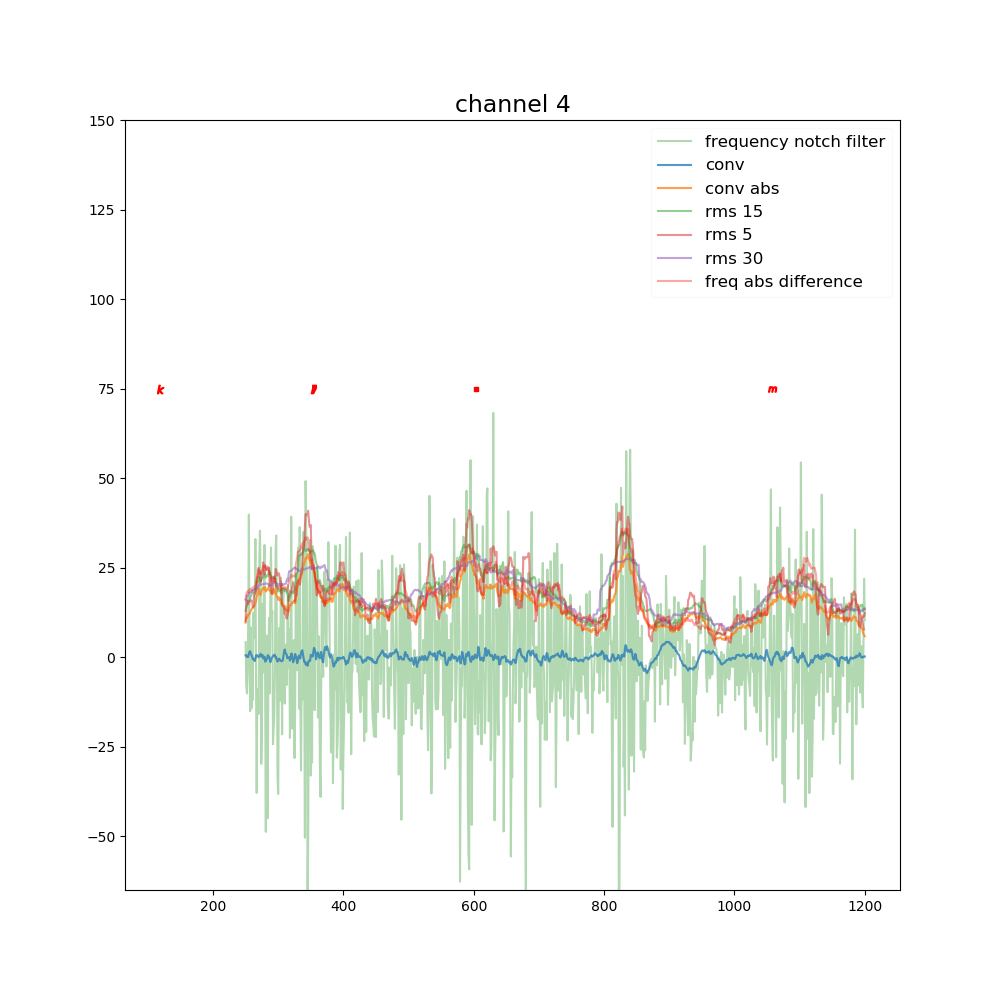 channel 4
150
frequency notch filter
conv
125
conv abs
rms 15
rms 5
rms 30
100
freq abs difference
75
k , . m
50
25
0
−25
−50
200 400 600 800 1000 1200